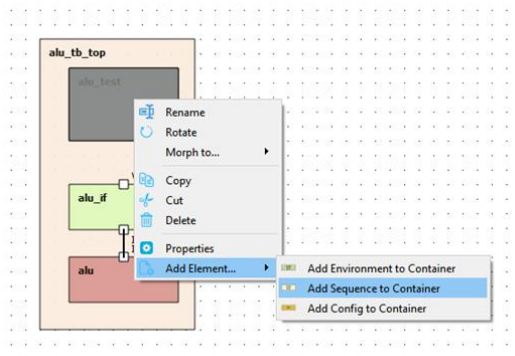 alu_tb_top
alu_test
Rename
Rotate
Morph to...
alu_if
Copy
Cut
Delete
Properties
alu
Add Element...
Add Environment to Container
Add Sequence to Container
Add Config to Container